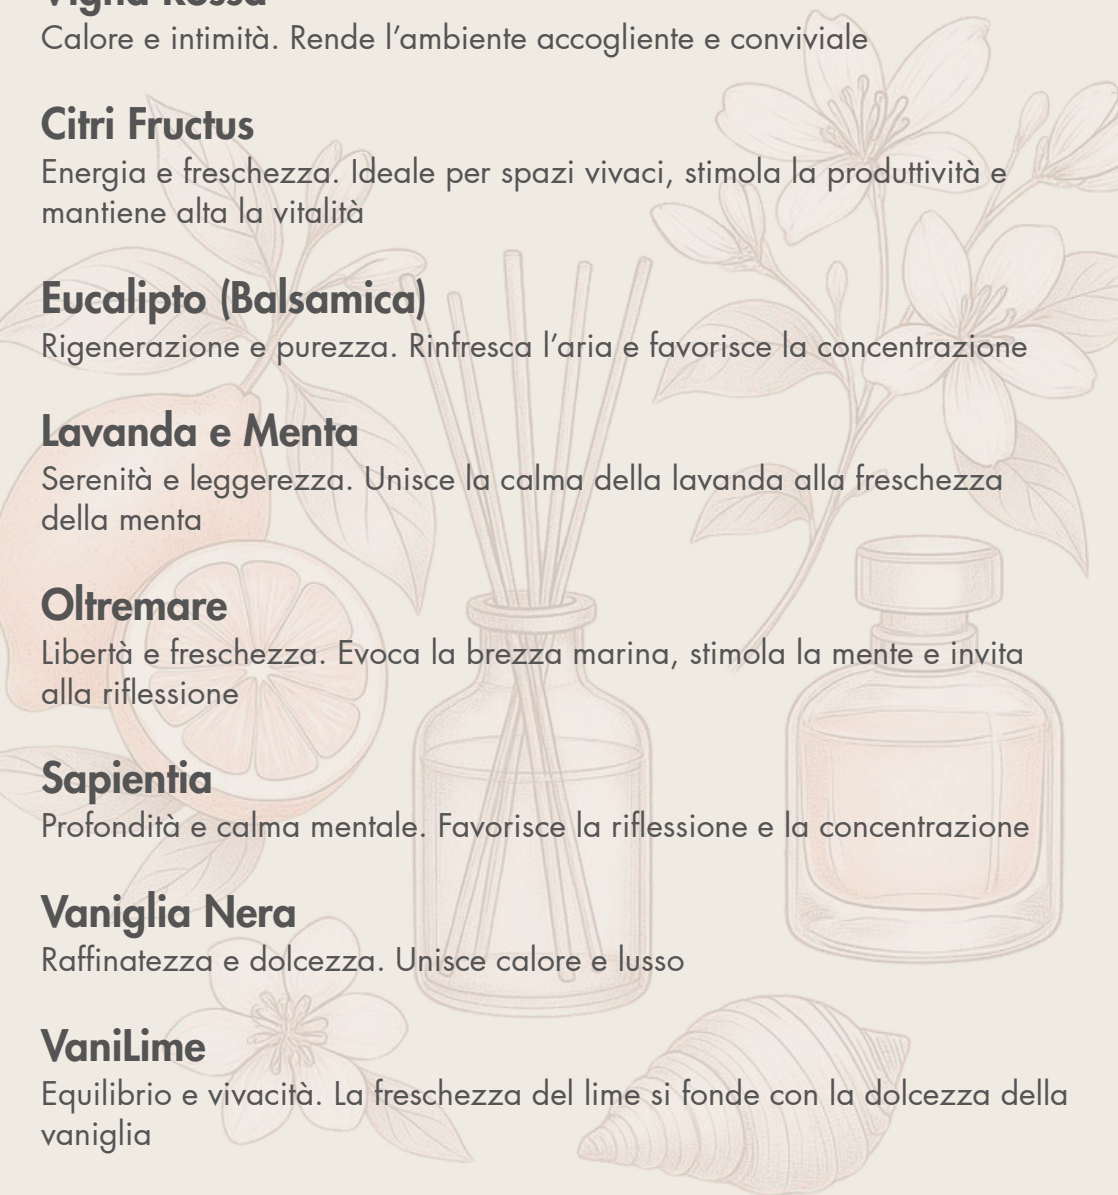 Vigna Rossa
Calore e intimità. Rende l’ambiente accogliente e conviviale
Citri Fructus
Energia e freschezza. Ideale per spazi vivaci, stimola la produttività e
mantiene alta la vitalità
Eucalipto (Balsamica)
Rigenerazione e purezza. Rinfresca l’aria e favorisce la concentrazione
Lavanda e Menta
Serenità e leggerezza. Unisce la calma della lavanda alla freschezza
della menta
Oltremare
Libertà e freschezza. Evoca la brezza marina, stimola la mente e invita
alla riflessione
Sapientia
Profondità e calma mentale. Favorisce la riflessione e la concentrazione
Vaniglia Nera
Raffinatezza e dolcezza. Unisce calore e lusso
VaniLime
Equilibrio e vivacità. La freschezza del lime si fonde con la dolcezza della
vaniglia